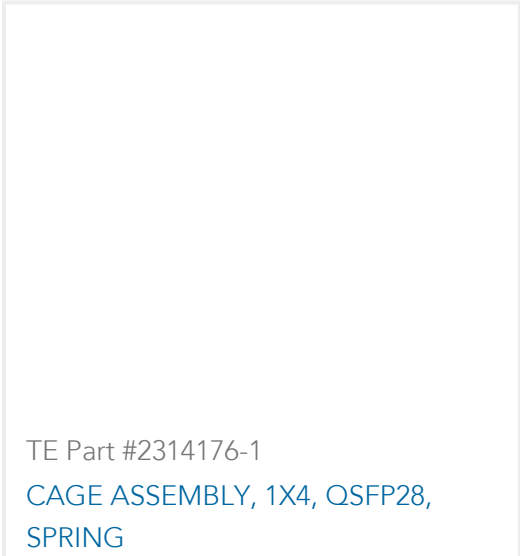 TE Part #2314176-1
CAGE ASSEMBLY, 1X4, QSFP28,
SPRING